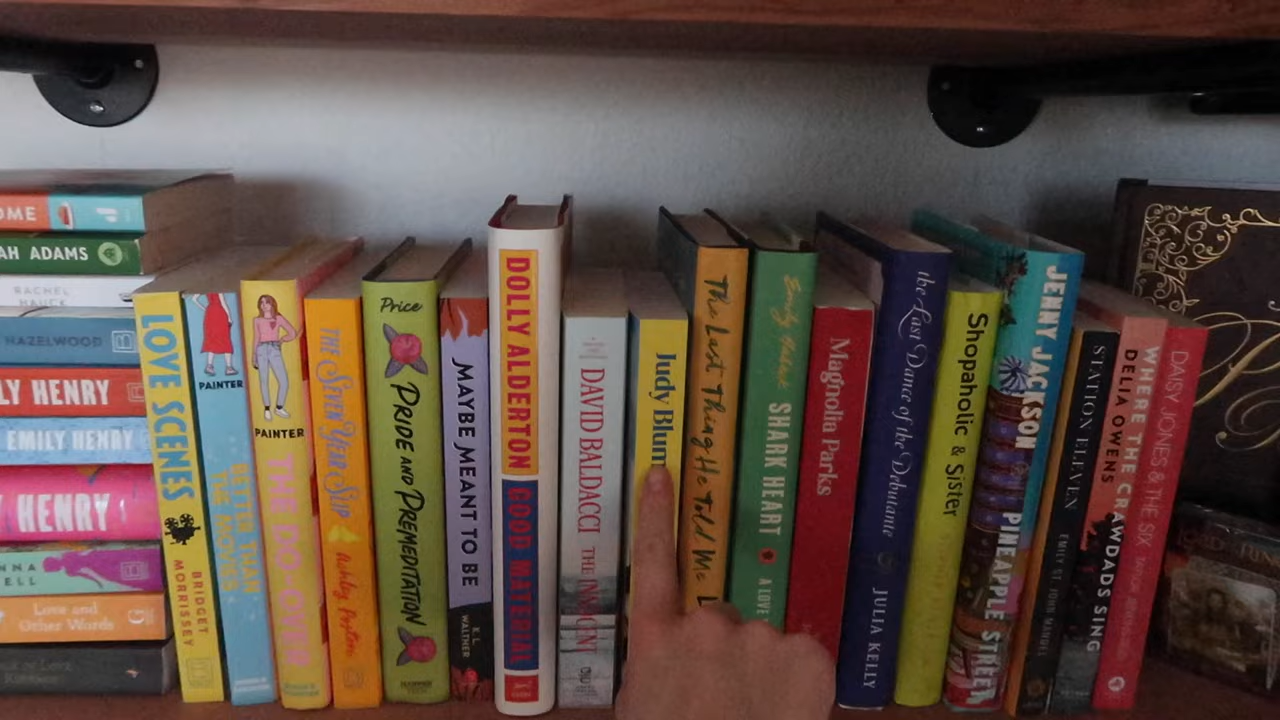 OME
AH ADAMS
RACHEL
HAUCK
HAZELWOOD
LY HENRY
EMILY HENRY
HENRY
NNA
ELL
Love and
Other Words
LOVE SCENES
BRIDGET
MORRISSEY
PAINTER
BETTER THAN
THE MOVIES
PAINTER
THE DO-OVER
THE SEVEN YEAR SLIP
Ashley Poston
Price
PRIDE AND PREMEDITATION
MAYBE MEANT TO BE
K. L.
WALTHER
DOLLY ALDERTON
GOOD MATERIAL
DAVID BALDACCI
THE
Judy Blum
The Last Thing He Told Me
SHARK HEART
A LOVE
Magnolia Parks
the Last Dance of the Debutante
JULIA KELLY
Shopaholic & Sister
JENNY JACKSON
PINEAPPLE STREET
STATION ELEVEN
EMILY ST. JOHN MANDEL
DELIA OWENS
WHERE THE CRAWDADS SING
DAISY JONES & THE SIX